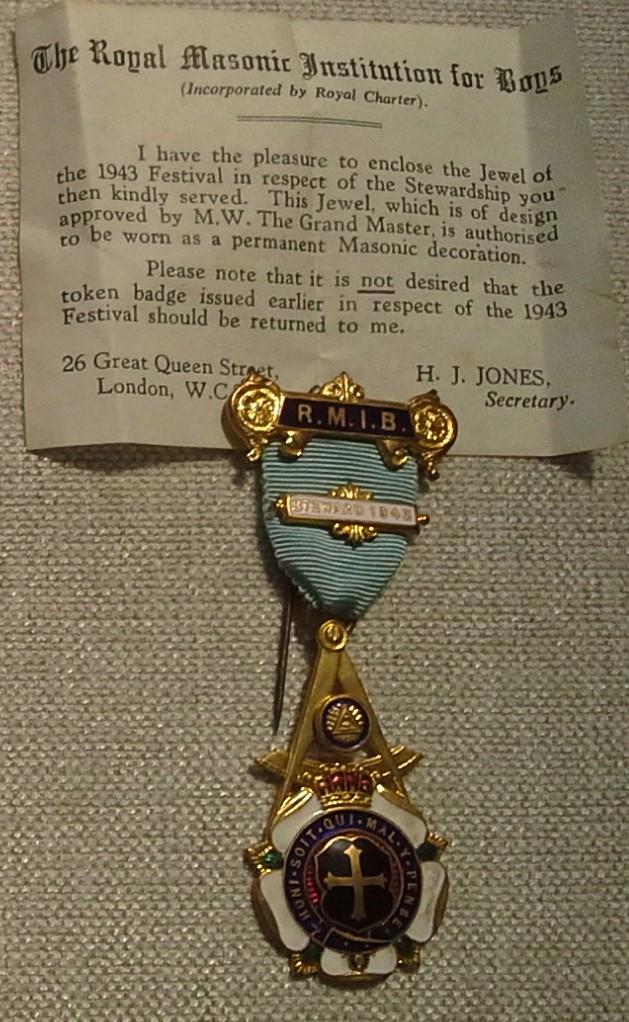 The Royal Masonic Institution for Boys
(Incorporated by Royal Charter).
I have the pleasure to enclose the Jewel of
the 1943 Festival in respect of the Stewardship you
then kindly served. This Jewel, which is of design
approved by M.W. The Grand Master, is authorised
to be worn as a permanent Masonic decoration.
Please note that it is not desired that the
token badge issued earlier in respect of the 1943
Festival should be returned to me.
26 Great Queen Street,
London, W.C.
H. J. JONES,
Secretary.
R.M.I.B.
STEWARD 1943
HONI·SOIT·QUI·MAL·Y·PENSE